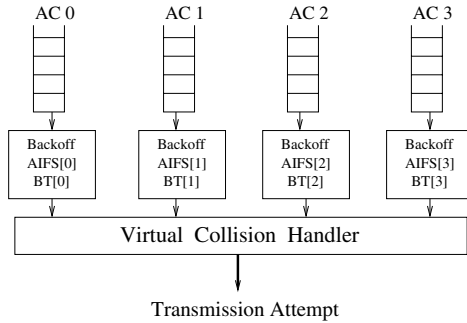 AC 0 AC 1 AC 2 AC 3
Backoff Backoff Backoff Backoff
AIFS[0] AIFS[1] AIFS[2] AIFS[3]
BT[0] BT[1] BT[2] BT[3]
Virtual Collision Handler
Transmission Attempt